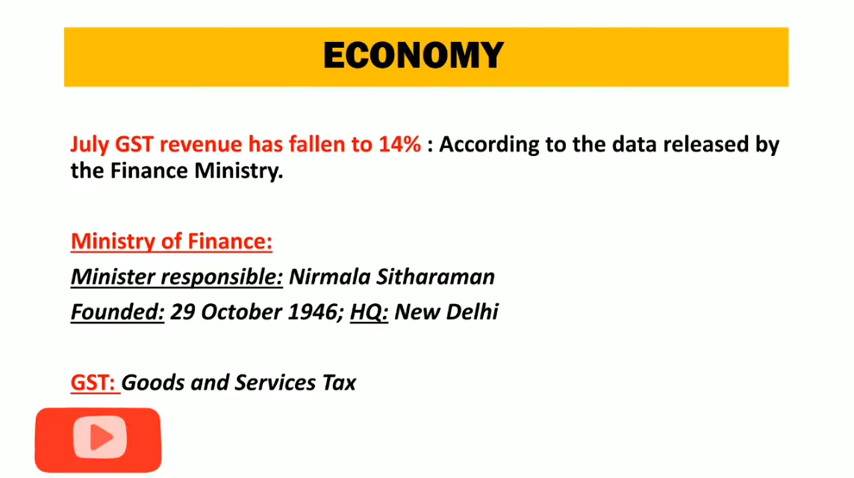 ECONOMY
July GST revenue has fallen to 14% : According to the data released by
the Finance Ministry.
Ministry of Finance:
Minister responsible: Nirmala Sitharaman
Founded: 29 October 1946; HQ: New Delhi
GST: Goods and Services Tax